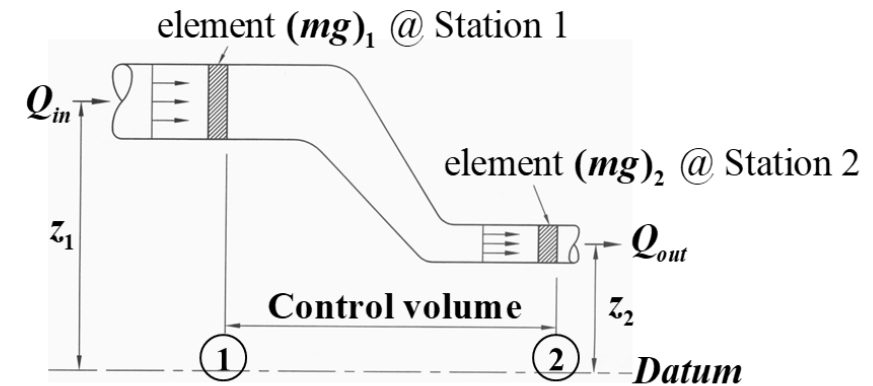 element (mg)₁ @ Station 1
Qin
element (mg)₂ @ Station 2
z₁
Qout
Control volume
z₂
1
2
Datum